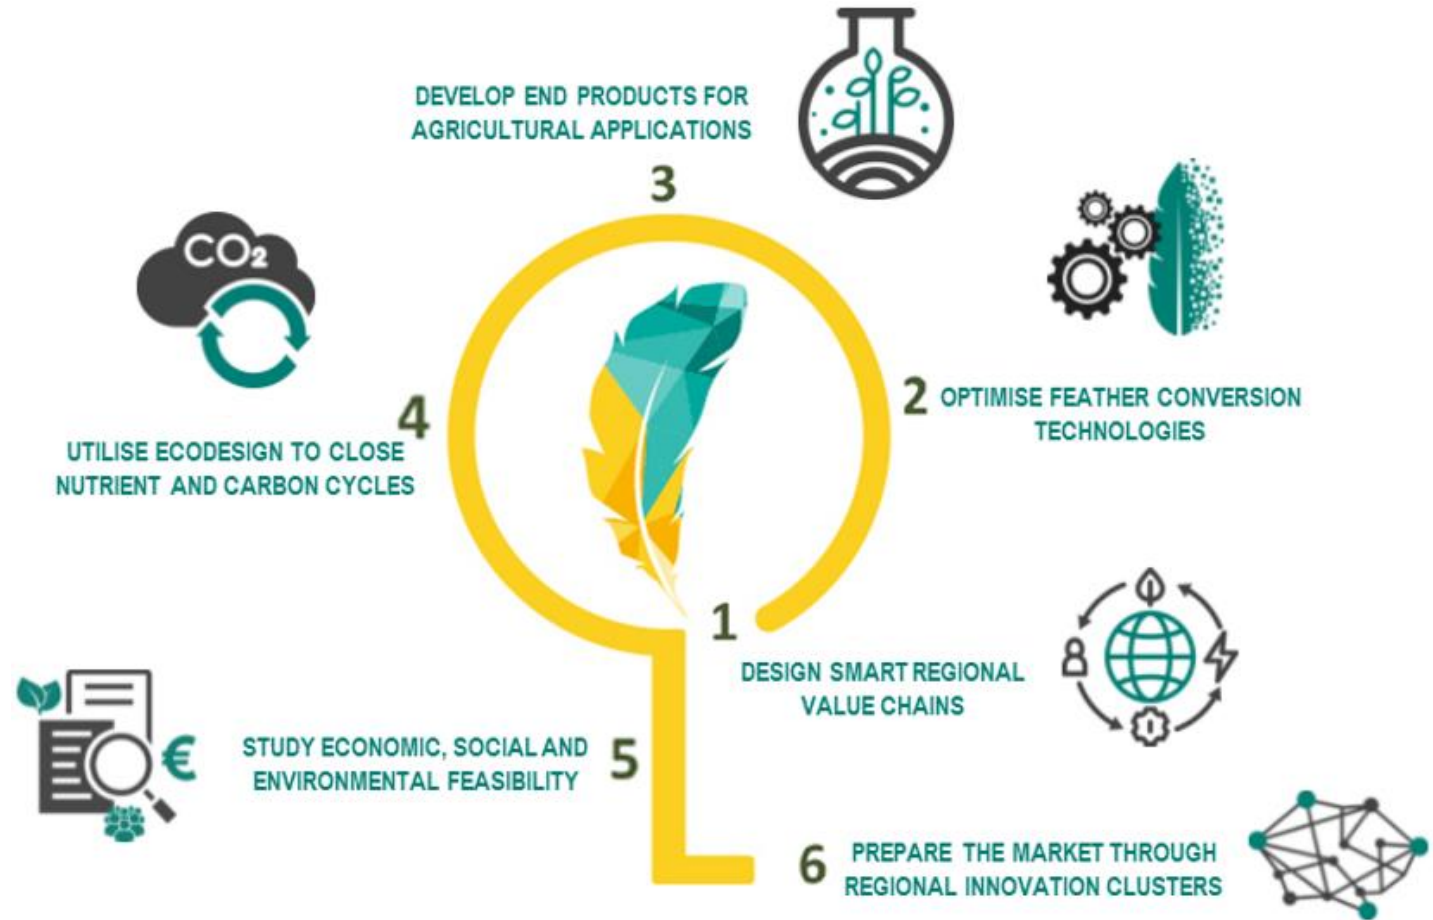 DEVELOP END PRODUCTS FOR
AGRICULTURAL APPLICATIONS
3
CO₂
4
UTILISE ECODESIGN TO CLOSE
NUTRIENT AND CARBON CYCLES
2
OPTIMISE FEATHER CONVERSION
TECHNOLOGIES
1
DESIGN SMART REGIONAL
VALUE CHAINS
€
STUDY ECONOMIC, SOCIAL AND
ENVIRONMENTAL FEASIBILITY
5
6
PREPARE THE MARKET THROUGH
REGIONAL INNOVATION CLUSTERS